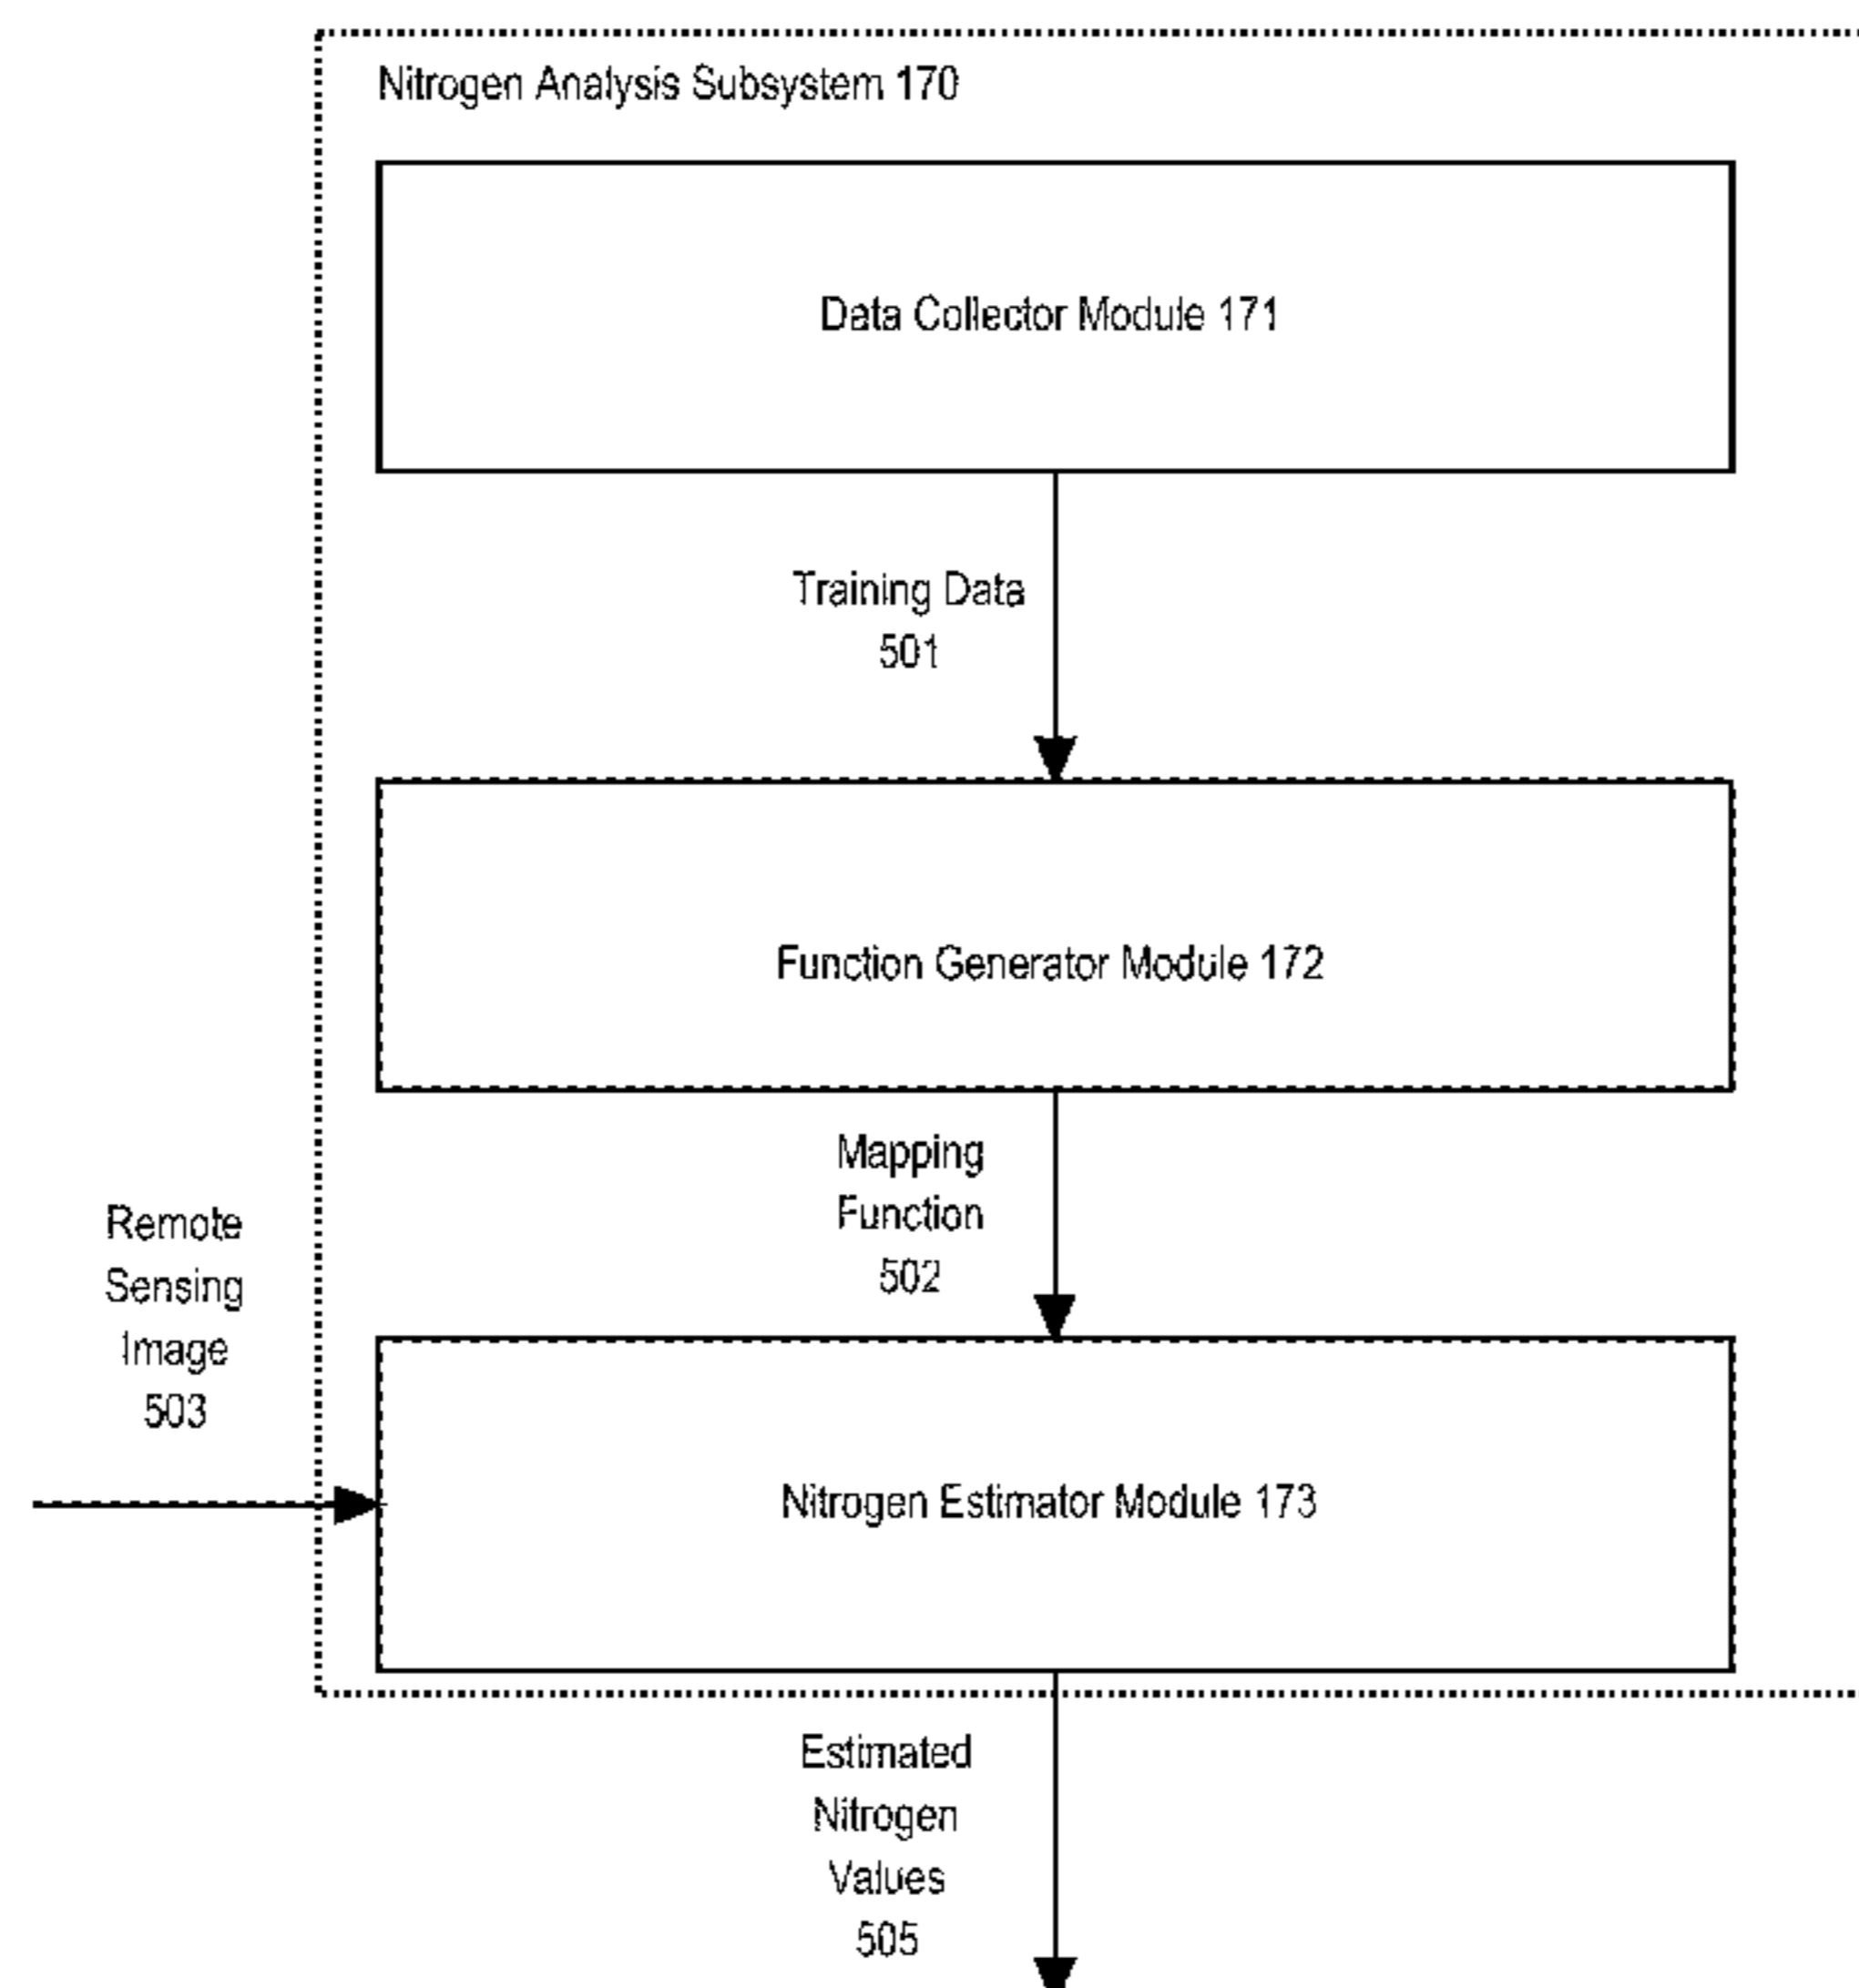 Nitrogen Analysis Subsystem 170
Data Collector Module 171
Training Data
501
Function Generator Module 172
Mapping
Function
502
Remote
Sensing
Image
503
Nitrogen Estimator Module 173
Estimated
Nitrogen
Values
505